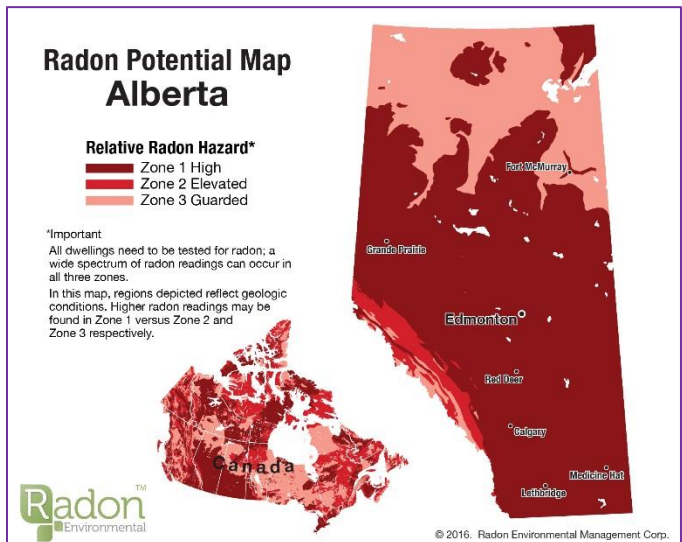 Radon Potential Map
Alberta
Relative Radon Hazard*
Zone 1 High
Zone 2 Elevated
Zone 3 Guarded
*Important
All dwellings need to be tested for radon; a
wide spectrum of radon readings can occur in
all three zones.
In this map, regions depicted reflect geologic
conditions. Higher radon readings may be
found in Zone 1 versus Zone 2 and
Zone 3 respectively.
Fort McMurray
Grande Prairie
Edmonton
Red Deer
Calgary
Medicine Hat
Lethbridge
Canada
Radon™
Environmental
© 2016. Radon Environmental Management Corp.